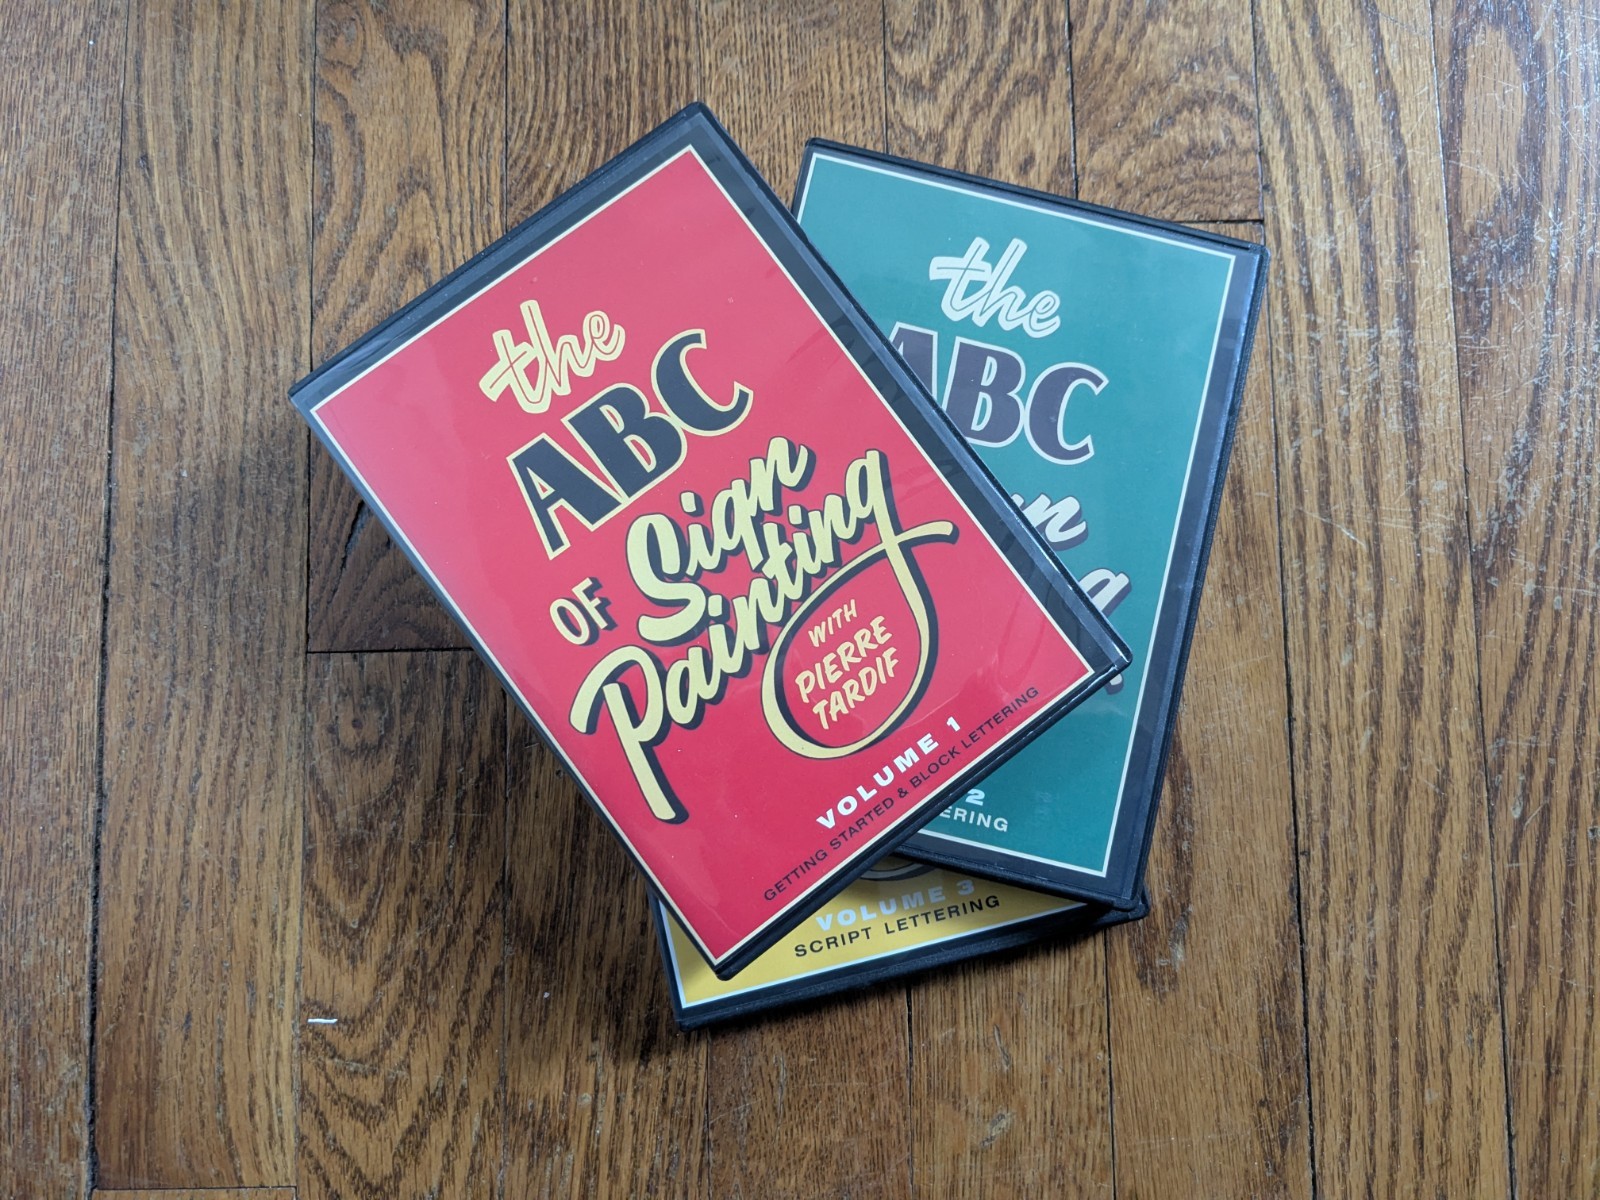 the
ABC
OF Sign
Painting
WITH
PIERRE
TARDIF
VOLUME 1
GETTING STARTED & BLOCK LETTERING
the
ABC
2
VOLUME 3
SCRIPT LETTERING